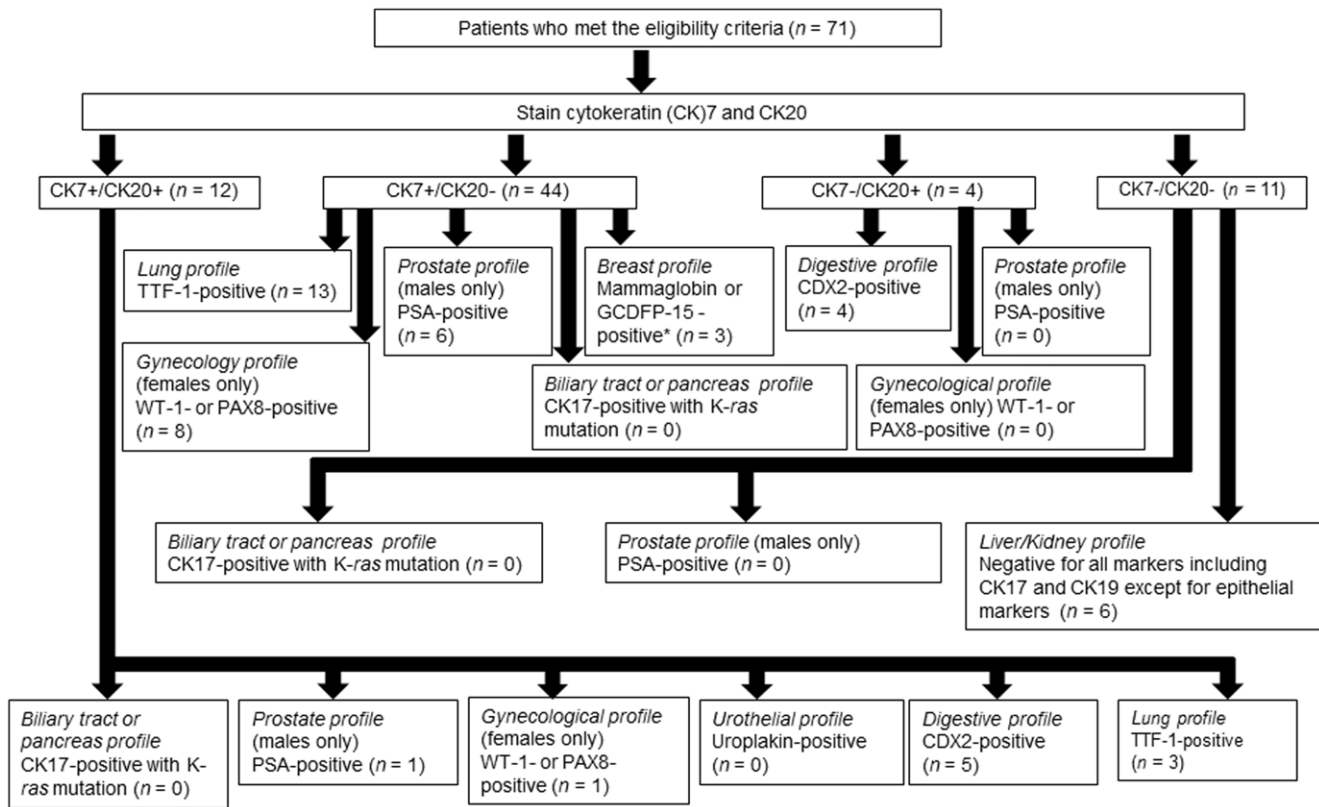 Patients who met the eligibility criteria (n = 71)
Stain cytokeratin (CK)7 and CK20
CK7+/CK20+ (n = 12)
CK7+/CK20- (n = 44)
CK7-/CK20+ (n = 4)
CK7-/CK20- (n = 11)
Lung profile
TTF-1-positive (n = 13)
Prostate profile
(males only)
PSA-positive
(n = 6)
Breast profile
Mammaglobin or
GCDFP-15 -
positive* (n = 3)
Digestive profile
CDX2-positive
(n = 4)
Prostate profile
(males only)
PSA-positive
(n = 0)
Gynecology profile
(females only)
WT-1- or PAX8-positive
(n = 8)
Biliary tract or pancreas profile
CK17-positive with K-ras
mutation (n = 0)
Gynecological profile
(females only) WT-1- or
PAX8-positive (n = 0)
Biliary tract or pancreas profile
CK17-positive with K-ras mutation (n = 0)
Prostate profile (males only)
PSA-positive (n = 0)
Liver/Kidney profile
Negative for all markers including
CK17 and CK19 except for epithelial
markers (n = 6)
Biliary tract or
pancreas profile
CK17-positive with K-
ras mutation (n = 0)
Prostate profile
(males only)
PSA-positive (n = 1)
Gynecological profile
(females only)
WT-1- or PAX8-
positive (n = 1)
Urothelial profile
Uroplakin-positive
(n = 0)
Digestive profile
CDX2-positive
(n = 5)
Lung profile
TTF-1-positive
(n = 3)